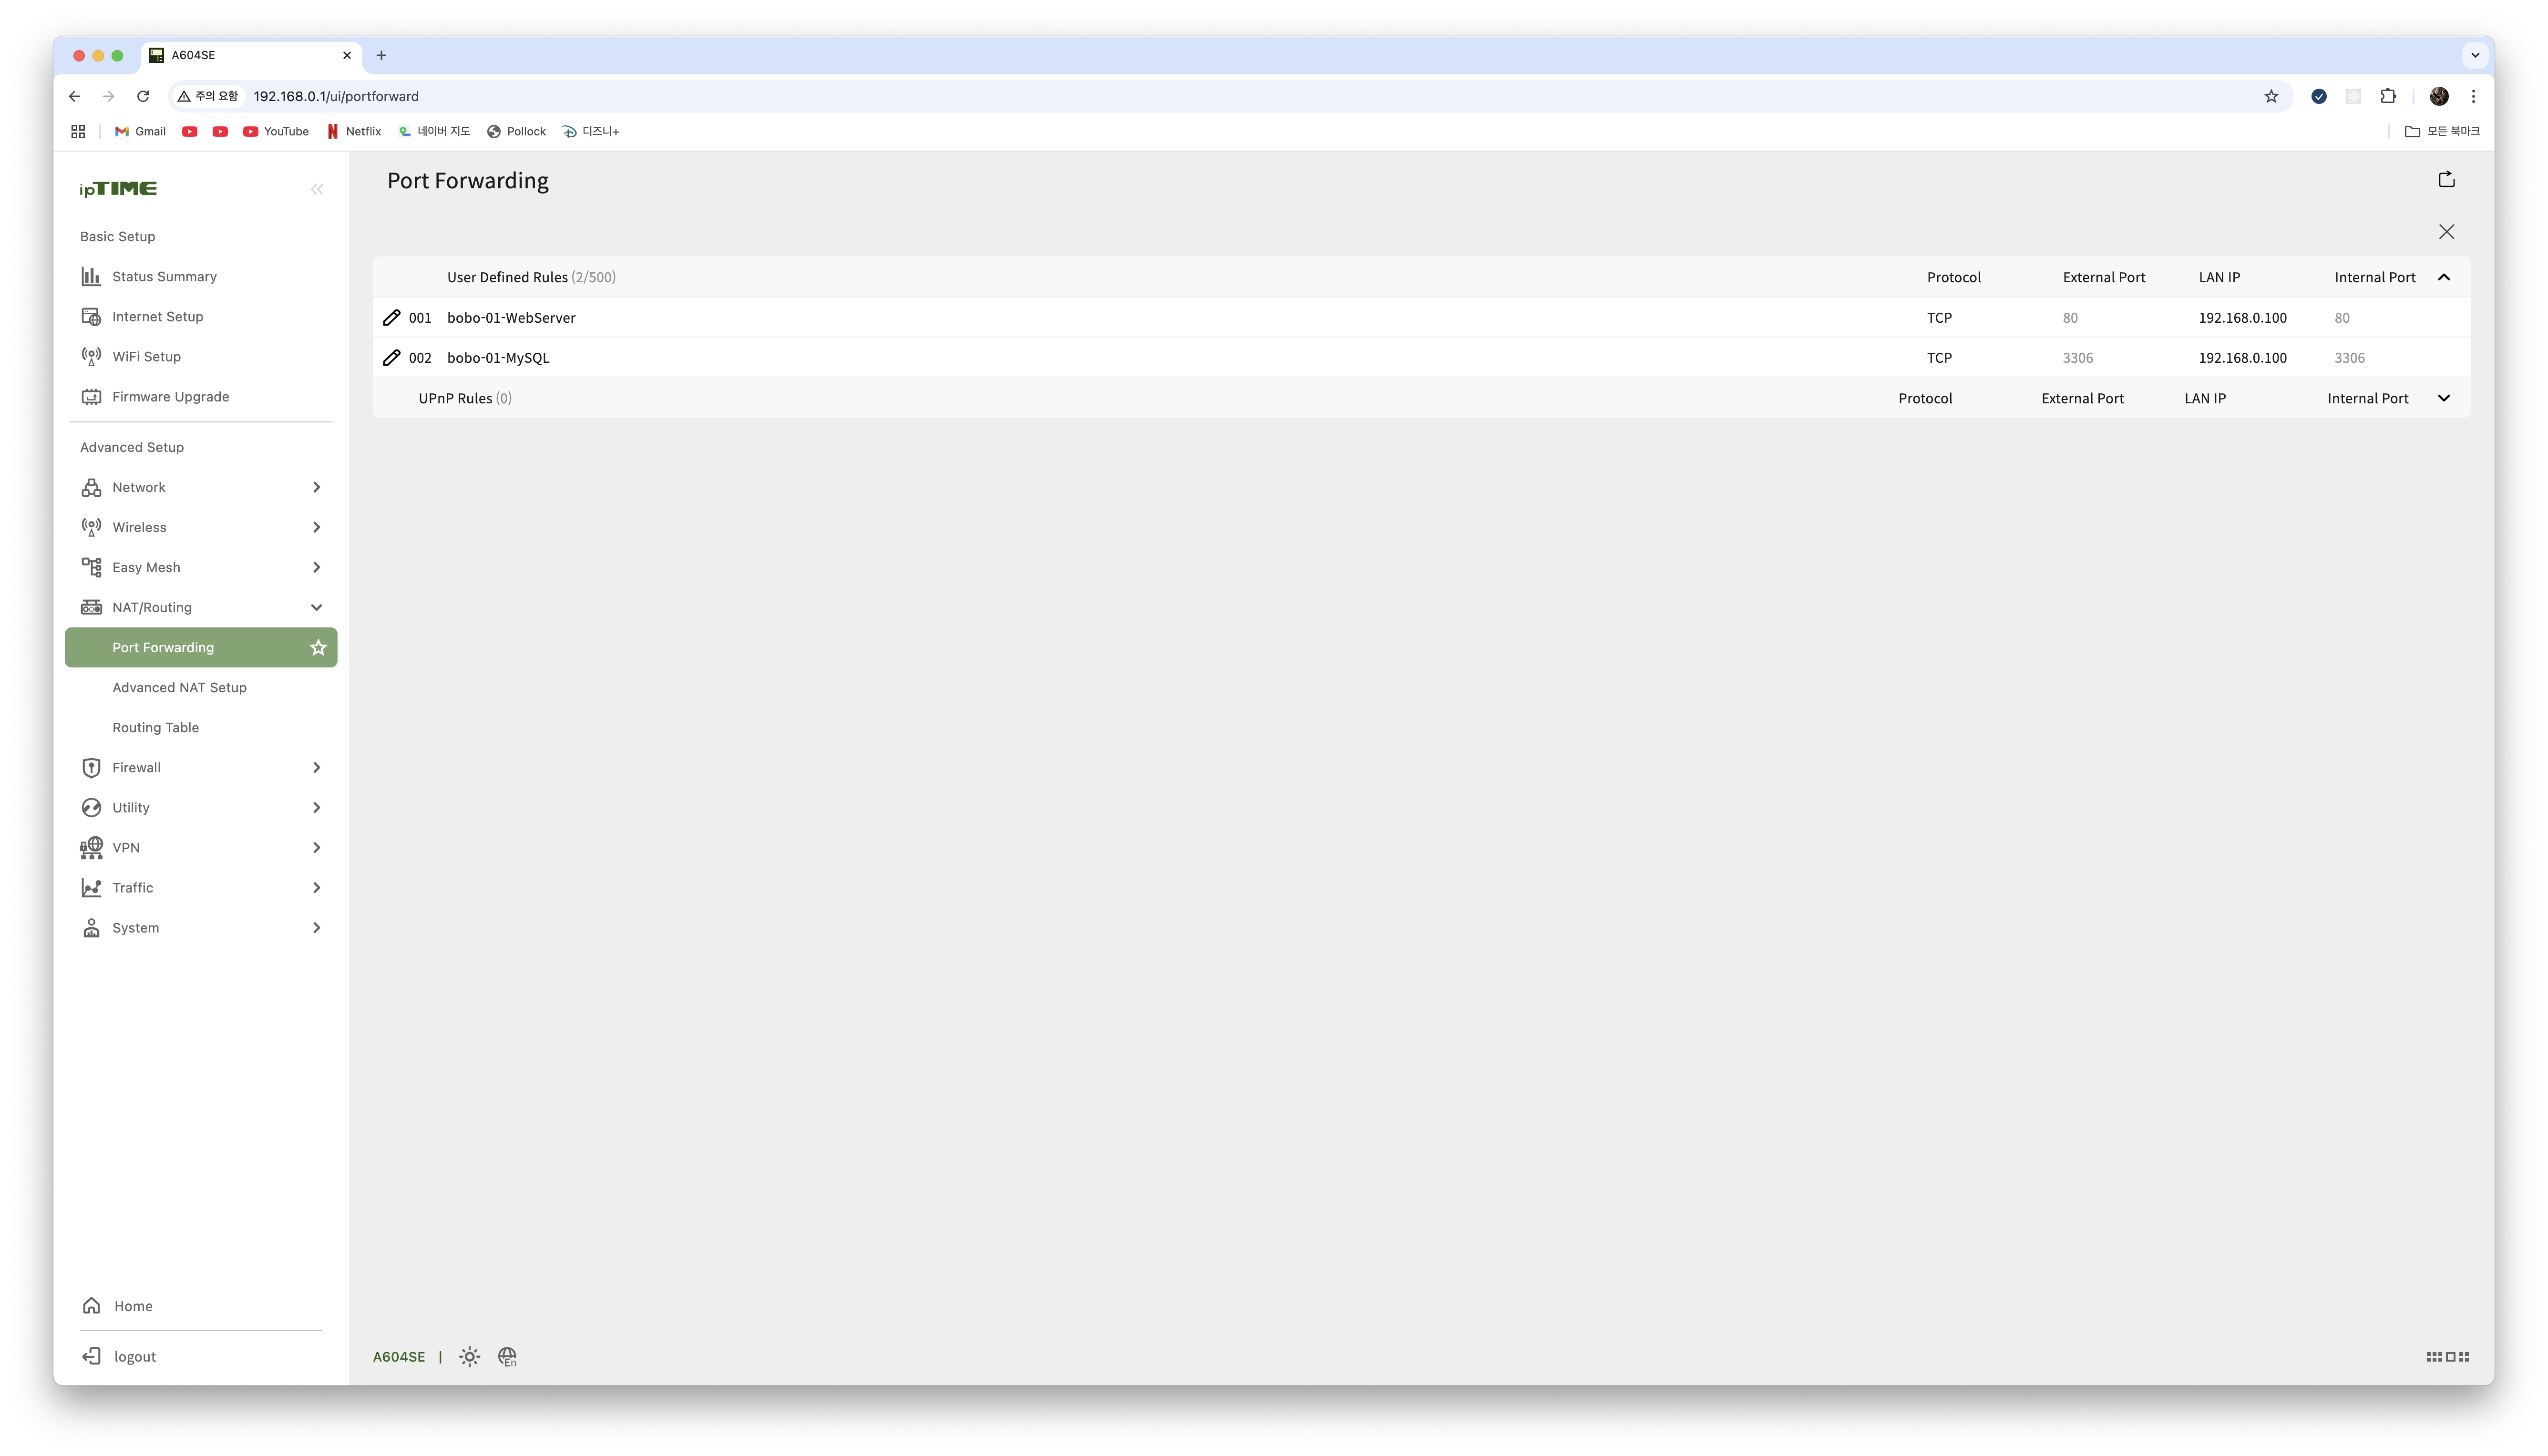 A604SE
주의 요함 192.168.0.1/ui/portforward
Gmail YouTube Netflix 네이버 지도 Pollock 디즈니+ 모든 북마크
ipTIME
Basic Setup
Status Summary
Internet Setup
WiFi Setup
Firmware Upgrade
Advanced Setup
Network
Wireless
Easy Mesh
NAT/Routing
Port Forwarding
Advanced NAT Setup
Routing Table
Firewall
Utility
VPN
Traffic
System
Home
logout
Port Forwarding
User Defined Rules (2/500) Protocol External Port LAN IP Internal Port
001 bobo-01-WebServer TCP 80 192.168.0.100 80
002 bobo-01-MySQL TCP 3306 192.168.0.100 3306
UPnP Rules (0) Protocol External Port LAN IP Internal Port
A604SE | En